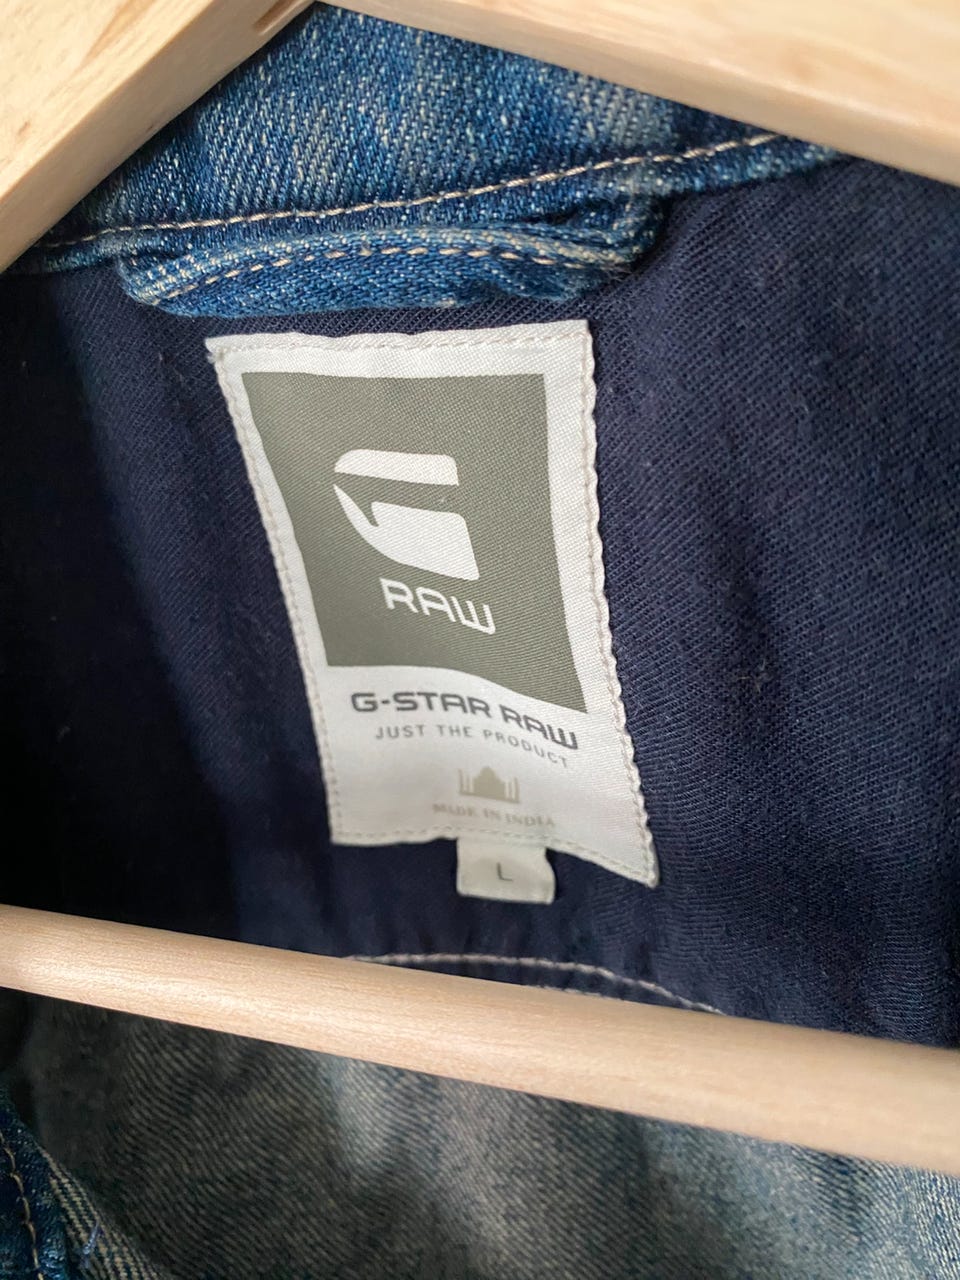 RAW
G-STAR RAW
JUST THE PRODUCT
MADE IN INDIA
L